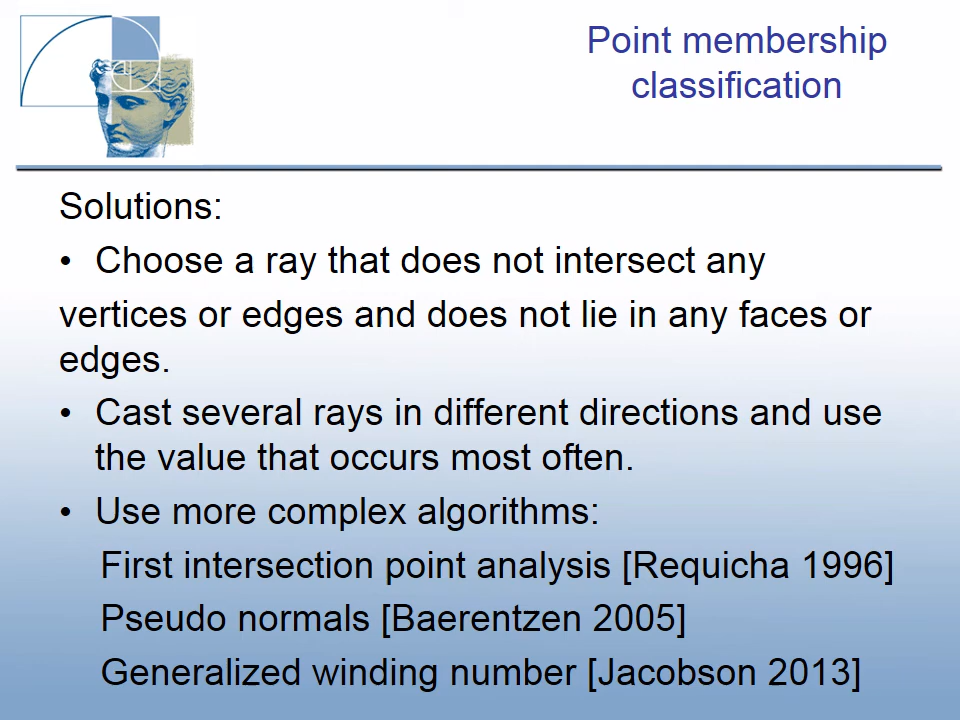 Point membership
classification
Solutions:
• Choose a ray that does not intersect any
vertices or edges and does not lie in any faces or
edges.
• Cast several rays in different directions and use
the value that occurs most often.
• Use more complex algorithms:
First intersection point analysis [Requicha 1996]
Pseudo normals [Baerentzen 2005]
Generalized winding number [Jacobson 2013]